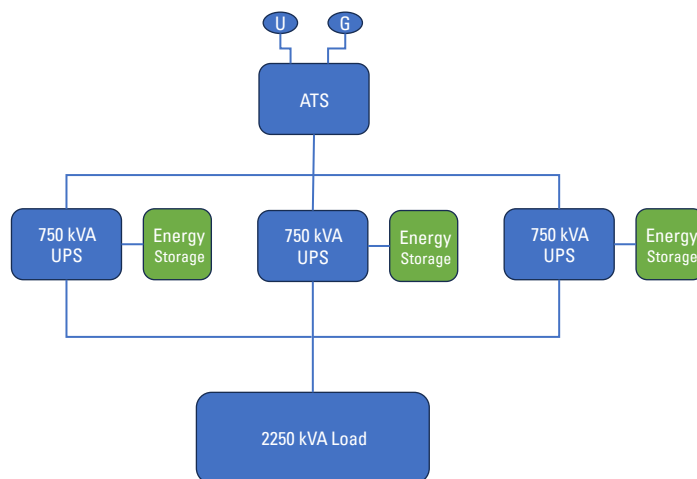 U
G
ATS
750 kVA
UPS
Energy
Storage
750 kVA
UPS
Energy
Storage
750 kVA
UPS
Energy
Storage
2250 kVA Load